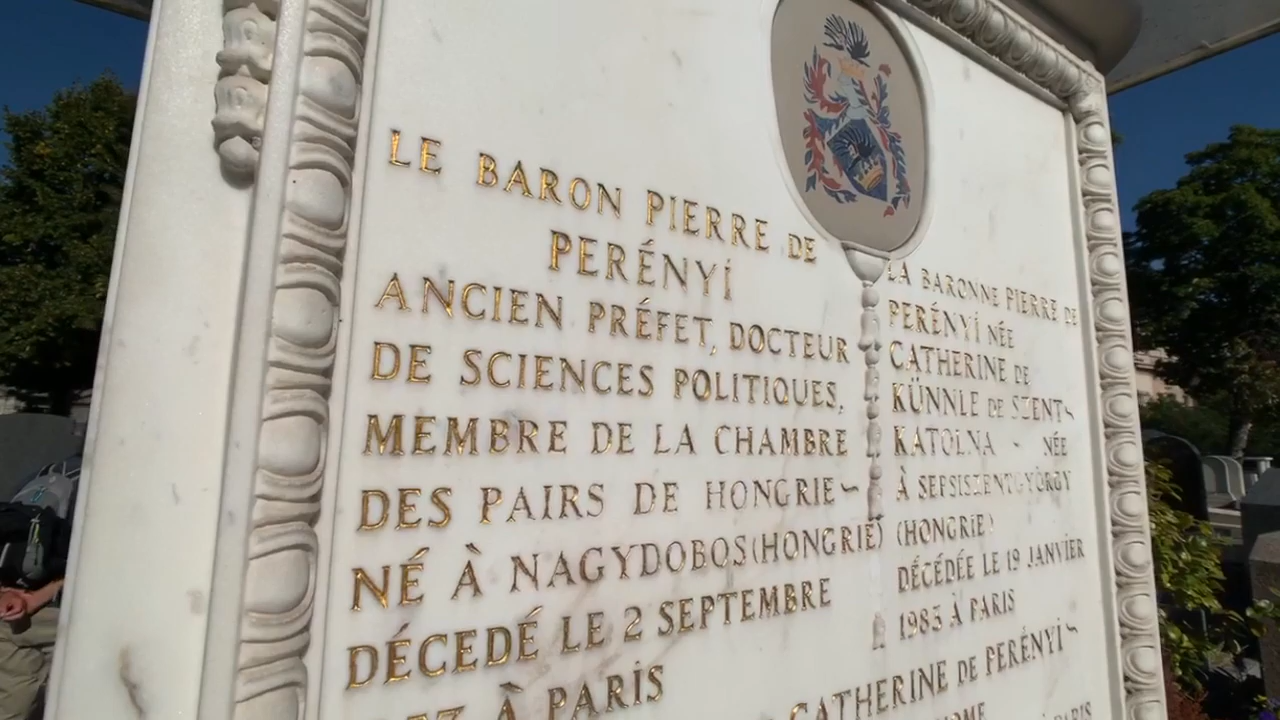 LE BARON PIERRE DE
PERÉNYI
ANCIEN PRÉFET, DOCTEUR
DE SCIENCES POLITIQUES,
MEMBRE DE LA CHAMBRE
DES PAIRS DE HONGRIE~
NÉ À NAGYDOBOS(HONGRIE)
DÉCEDÉ LE 2 SEPTEMBRE
À PARIS
LA BARONNE PIERRE DE
PERÉNYI NÉE
CATHERINE DE
KÜNNLE DE SZENT~
KATOLNA ~ NÉE
À SEPSISZENTGYÖRGY
(HONGRIE)
DÉCÉDÉE LE 19 JANVIER
1983 À PARIS
CATHERINE DE PERÉNYI~
PARIS